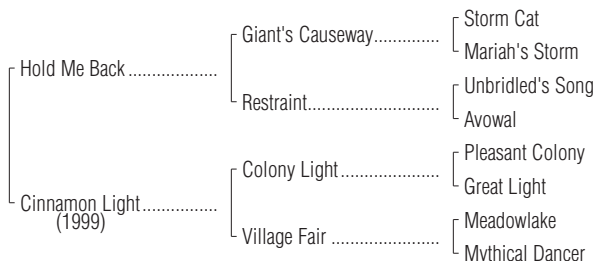 Storm Cat
Giant's Causeway..............
Mariah's Storm
Hold Me Back ...................
Unbridled's Song
Restraint............................
Avowal
Pleasant Colony
Colony Light.....................
Great Light
Cinnamon Light................
(1999)
Meadowlake
Village Fair .......................
Mythical Dancer